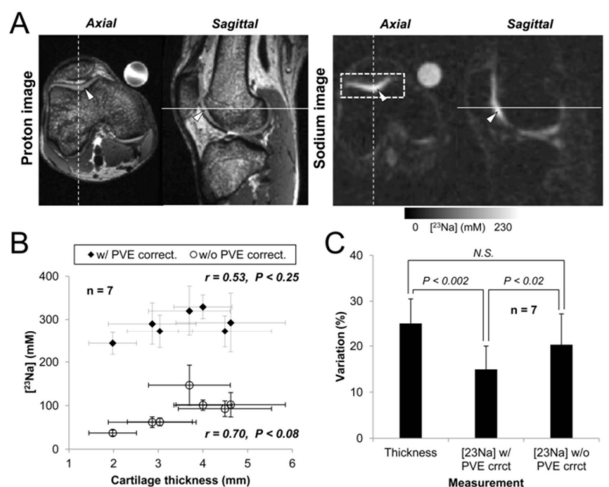 A
Axial
Sagittal
Axial
Sagittal
Proton image
Sodium image
0 [²³Na] (mM) 230
B
◆ w/ PVE correct. ○ w/o PVE correct.
r = 0.53, P < 0.25
n = 7
400
300
200
100
0
[²³Na] (mM)
r = 0.70, P < 0.08
1 2 3 4 5 6
Cartilage thickness (mm)
C
N.S.
P < 0.002
P < 0.02
n = 7
40
30
20
10
0
Variation (%)
Thickness
[23Na] w/ PVE crrct
[23Na] w/o PVE crrct
Measurement